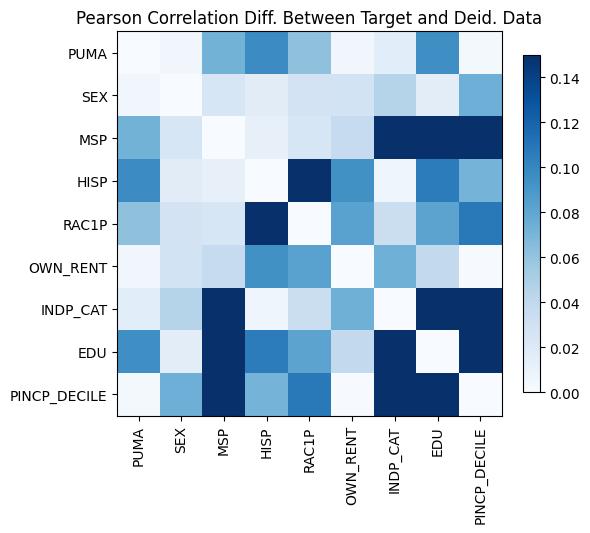 Pearson Correlation Diff. Between Target and Deid. Data
PUMA
SEX
MSP
HISP
RAC1P
OWN_RENT
INDP_CAT
EDU
PINCP_DECILE
PUMA
SEX
MSP
HISP
RAC1P
OWN_RENT
INDP_CAT
EDU
PINCP_DECILE
0.14
0.12
0.10
0.08
0.06
0.04
0.02
0.00